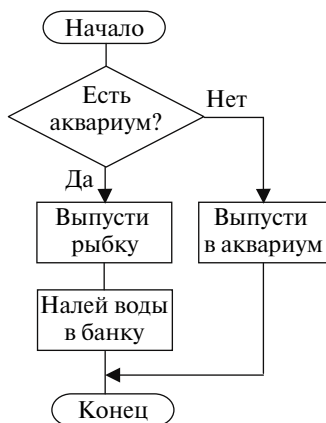 Начало
Есть
аквариум?
Нет
Да
Выпусти
рыбку
Выпусти
в аквариум
Налей воды
в банку
Конец